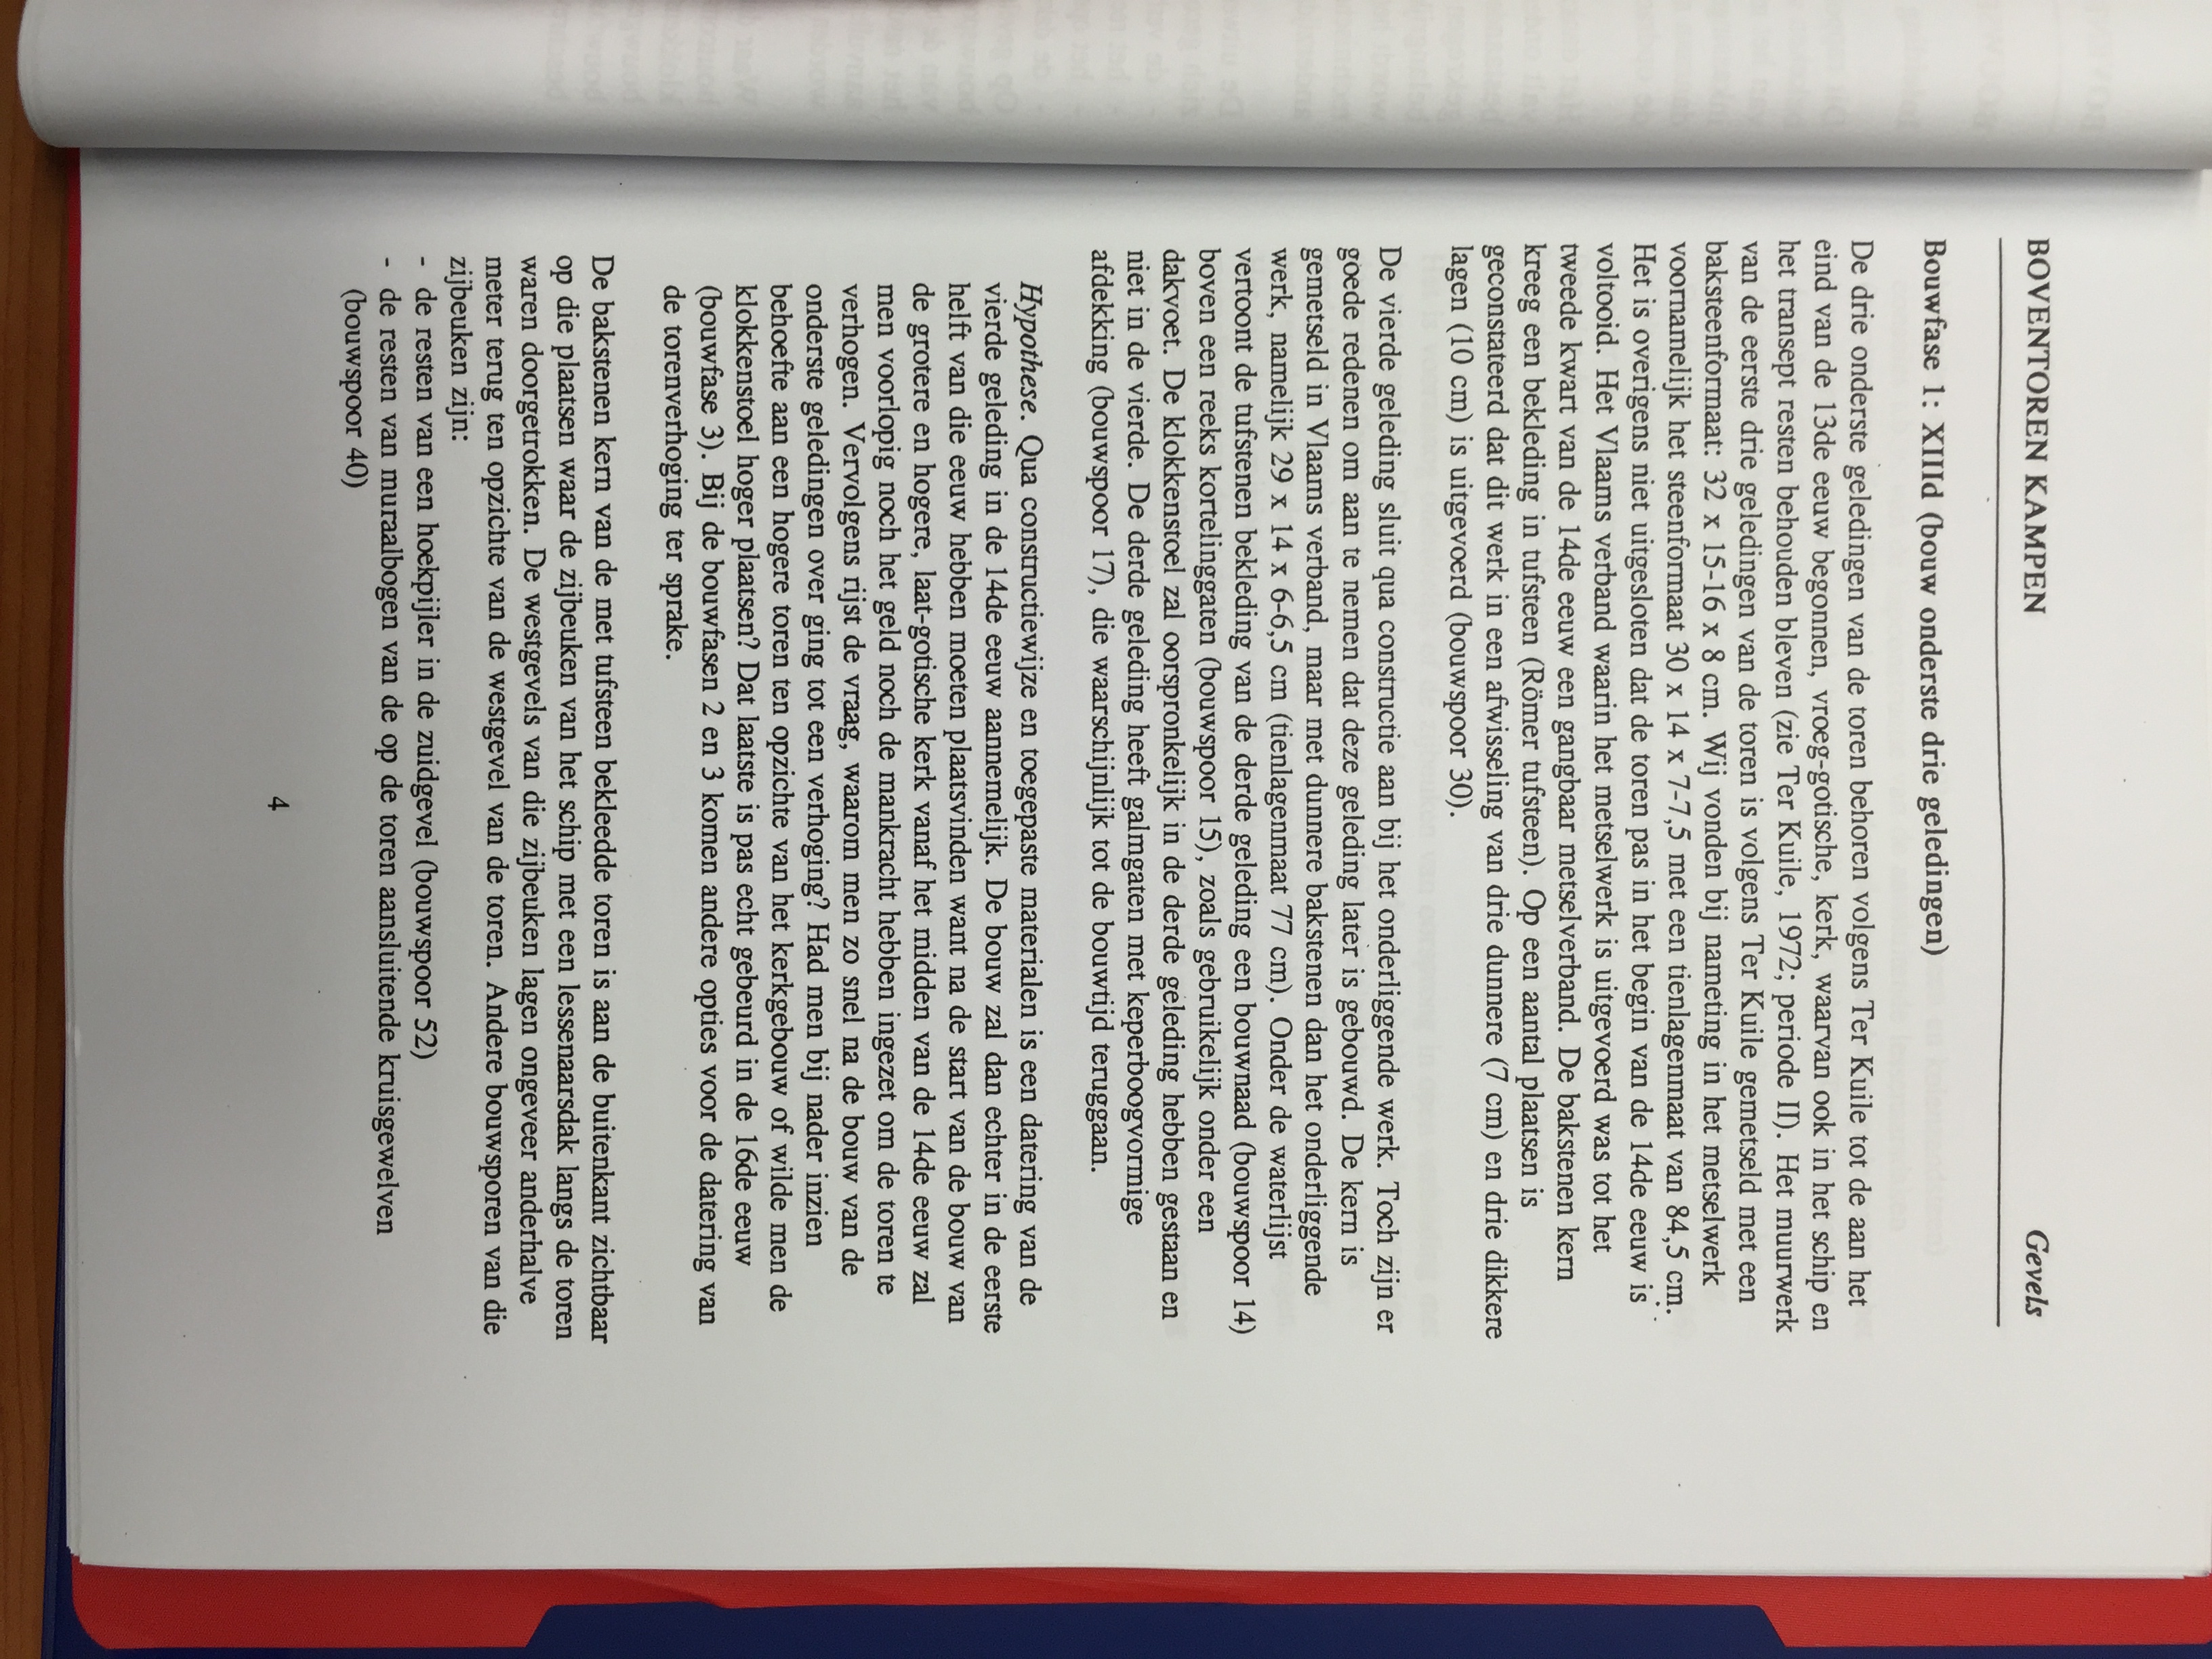 BOVENTOREN KAMPEN Gevels
Bouwfase 1: XIIId (bouw onderste drie geledingen)
De drie onderste geledingen van de toren behoren volgens Ter Kuile tot de aan het
eind van de 13de eeuw begonnen, vroeg-gotische, kerk, waarvan ook in het schip en
het transept resten behouden bleven (zie Ter Kuile, 1972; periode II). Het muurwerk
van de eerste drie geledingen van de toren is volgens Ter Kuile gemetseld met een
baksteenformaat: 32 x 15-16 x 8 cm. Wij vonden bij nameting in het metselwerk
voornamelijk het steenformaat 30 x 14 x 7-7,5 met een tienlagenmaat van 84,5 cm.
Het is overigens niet uitgesloten dat de toren pas in het begin van de 14de eeuw is
voltooid. Het Vlaams verband waarin het metselwerk is uitgevoerd was tot het
tweede kwart van de 14de eeuw een gangbaar metselverband. De bakstenen kern
kreeg een bekleding in tufsteen (Römer tufsteen). Op een aantal plaatsen is
geconstateerd dat dit werk in een afwisseling van drie dunnere (7 cm) en drie dikkere
lagen (10 cm) is uitgevoerd (bouwspoor 30).
De vierde geleding sluit qua constructie aan bij het onderliggende werk. Toch zijn er
goede redenen om aan te nemen dat deze geleding later is gebouwd. De kern is
gemetseld in Vlaams verband, maar met dunnere bakstenen dan het onderliggende
werk, namelijk 29 x 14 x 6-6,5 cm (tienlagenmaat 77 cm). Onder de waterlijst
vertoont de tufstenen bekleding van de derde geleding een bouwnaad (bouwspoor 14)
boven een reeks kortelinggaten (bouwspoor 15), zoals gebruikelijk onder een
dakvoet. De klokkenstoel zal oorspronkelijk in de derde geleding hebben gestaan en
niet in de vierde. De derde geleding heeft galmgaten met keperboogvormige
afdekking (bouwspoor 17), die waarschijnlijk tot de bouwtijd teruggaan.
Hypothese. Qua constructiewijze en toegepaste materialen is een datering van de
vierde geleding in de 14de eeuw aannemelijk. De bouw zal dan echter in de eerste
helft van die eeuw hebben moeten plaatsvinden want na de start van de bouw van
de grotere en hogere, laat-gotische kerk vanaf het midden van de 14de eeuw zal
men voorlopig noch het geld noch de mankracht hebben ingezet om de toren te
verhogen. Vervolgens rijst de vraag, waarom men zo snel na de bouw van de
onderste geledingen over ging tot een verhoging? Had men bij nader inzien
behoefte aan een hogere toren ten opzichte van het kerkgebouw of wilde men de
klokkenstoel hoger plaatsen? Dat laatste is pas echt gebeurd in de 16de eeuw
(bouwfase 3). Bij de bouwfasen 2 en 3 komen andere opties voor de datering van
de torenverhoging ter sprake.
De bakstenen kern van de met tufsteen bekleedde toren is aan de buitenkant zichtbaar
op die plaatsen waar de zijbeuken van het schip met een lessenaarsdak langs de toren
waren doorgetrokken. De westgevels van die zijbeuken lagen ongeveer anderhalve
meter terug ten opzichte van de westgevel van de toren. Andere bouwsporen van die
zijbeuken zijn:
- de resten van een hoekpijler in de zuidgevel (bouwspoor 52)
- de resten van muraalbogen van de op de toren aansluitende kruisgewelven
(bouwspoor 40)
4